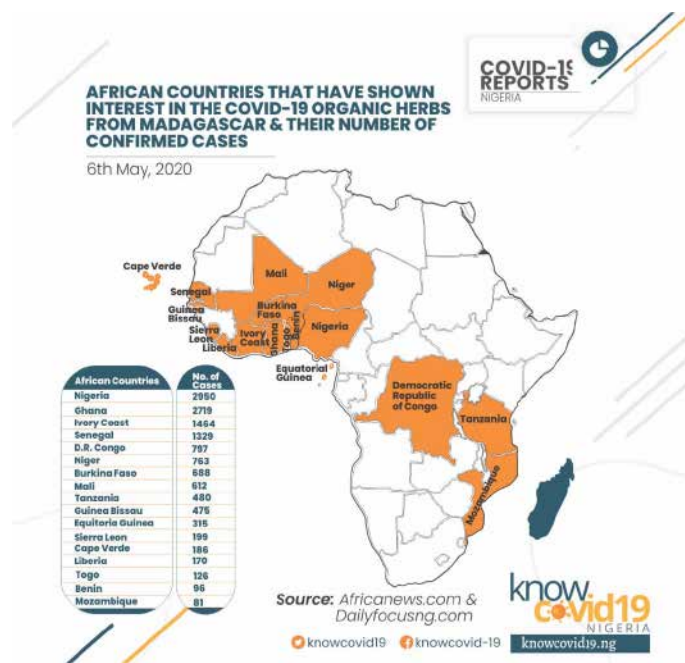 COVID-19
REPORTS
NIGERIA
AFRICAN COUNTRIES THAT HAVE SHOWN
INTEREST IN THE COVID-19 ORGANIC HERBS
FROM MADAGASCAR & THEIR NUMBER OF
CONFIRMED CASES
6th May, 2020
Cape Verde
Mali
Niger
Senegal
Guinea
Bissau
Burkina
Faso
Benin
Nigeria
Sierra
Leon
Ivory
Coast
Ghana
Togo
Liberia
Equatorial
Guinea
Democratic
Republic
of Congo
Tanzania
Mozambique
African Countries No. of
Cases
Nigeria 2950
Ghana 2719
Ivory Coast 1464
Senegal 1329
D.R. Congo 797
Niger 763
Burkina Faso 688
Mali 612
Tanzania 480
Guinea Bissau 475
Equitoria Guinea 315
Sierra Leon 199
Cape Verde 186
Liberia 170
Togo 126
Benin 96
Mozambique 81
Source: Africanews.com &
Dailyfocusng.com
knowcovid19 knowcovid-19
know
covid19
NIGERIA
knowcovid19.ng